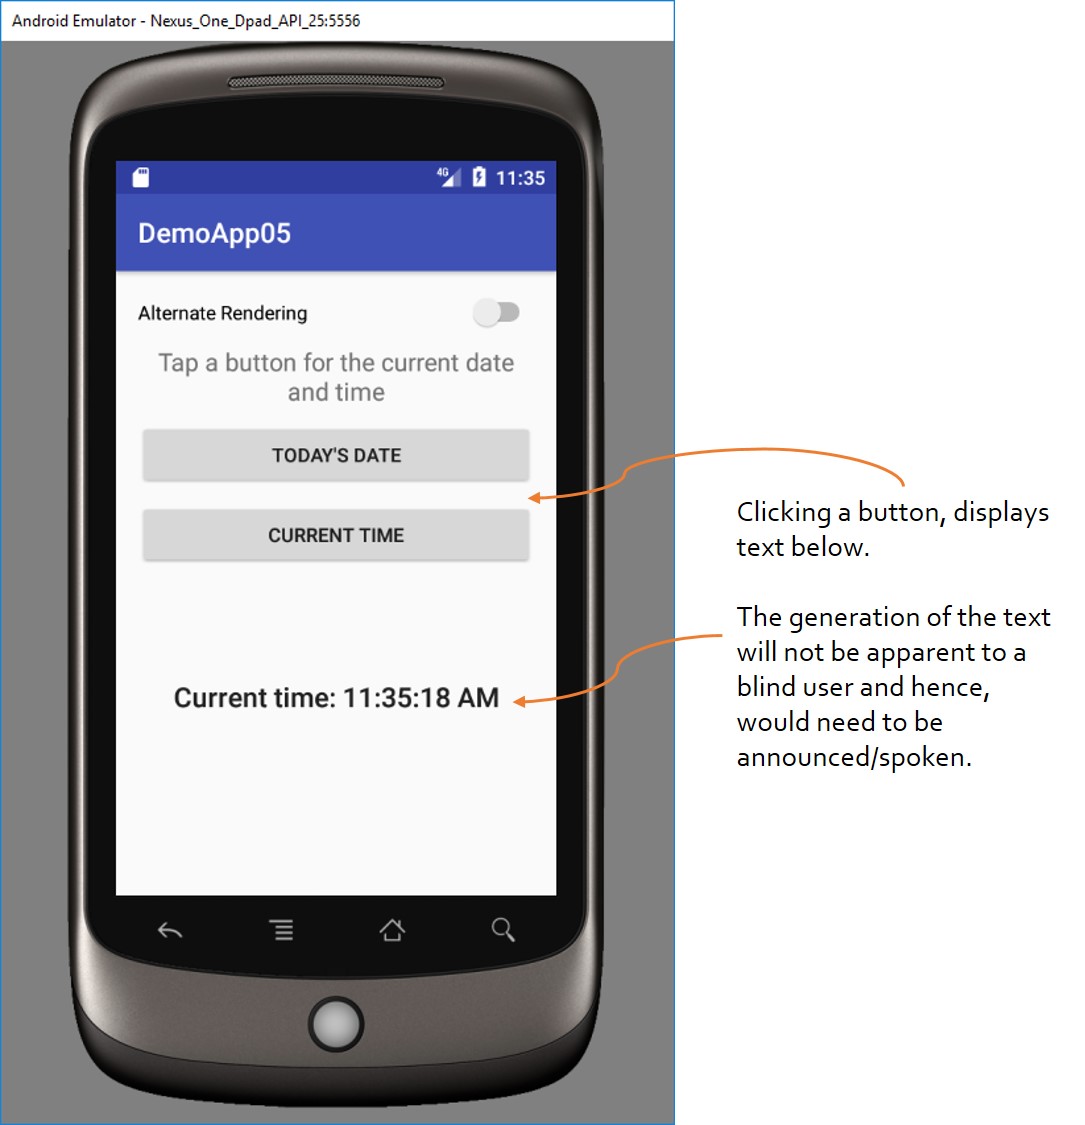 Android Emulator - Nexus_One_Dpad_API_25:5556
4G 11:35
DemoApp05
Alternate Rendering
Tap a button for the current date
and time
TODAY'S DATE
CURRENT TIME
Current time: 11:35:18 AM
Clicking a button, displays
text below.
The generation of the text
will not be apparent to a
blind user and hence,
would need to be
announced/spoken.